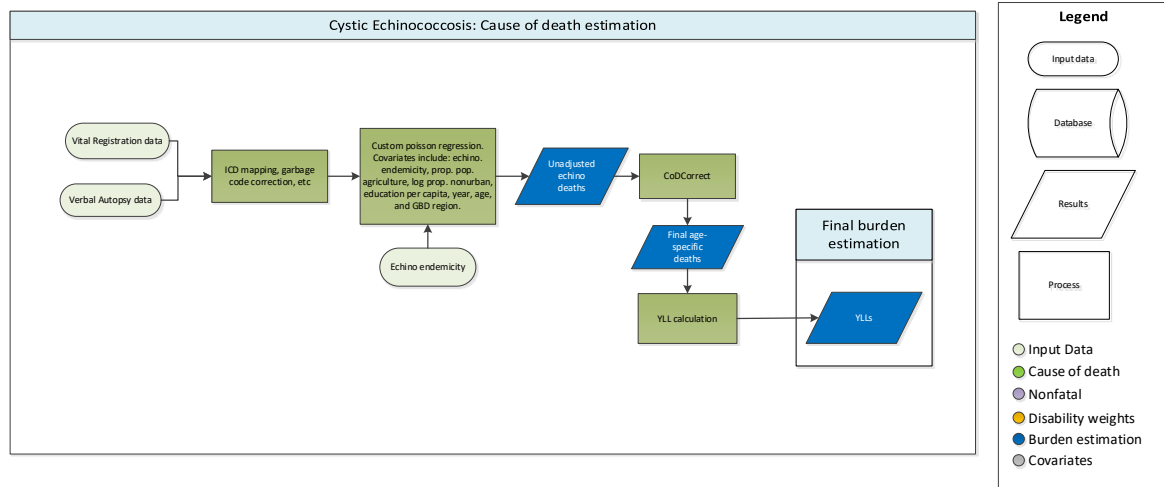 Cystic Echinococcosis: Cause of death estimation
Vital Registration data
Verbal Autopsy data
ICD mapping, garbage
code correction, etc
Custom poisson regression.
Covariates include: echino.
endemicity, prop. pop.
agriculture, log prop. nonurban,
education per capita, year, age,
and GBD region.
Echino endemicity
Unadjusted
echino
deaths
CoDCorrect
Final age-
specific
deaths
YLL calculation
Final burden
estimation
YLLs
Legend
Input data
Database
Results
Process
Input Data
Cause of death
Nonfatal
Disability weights
Burden estimation
Covariates